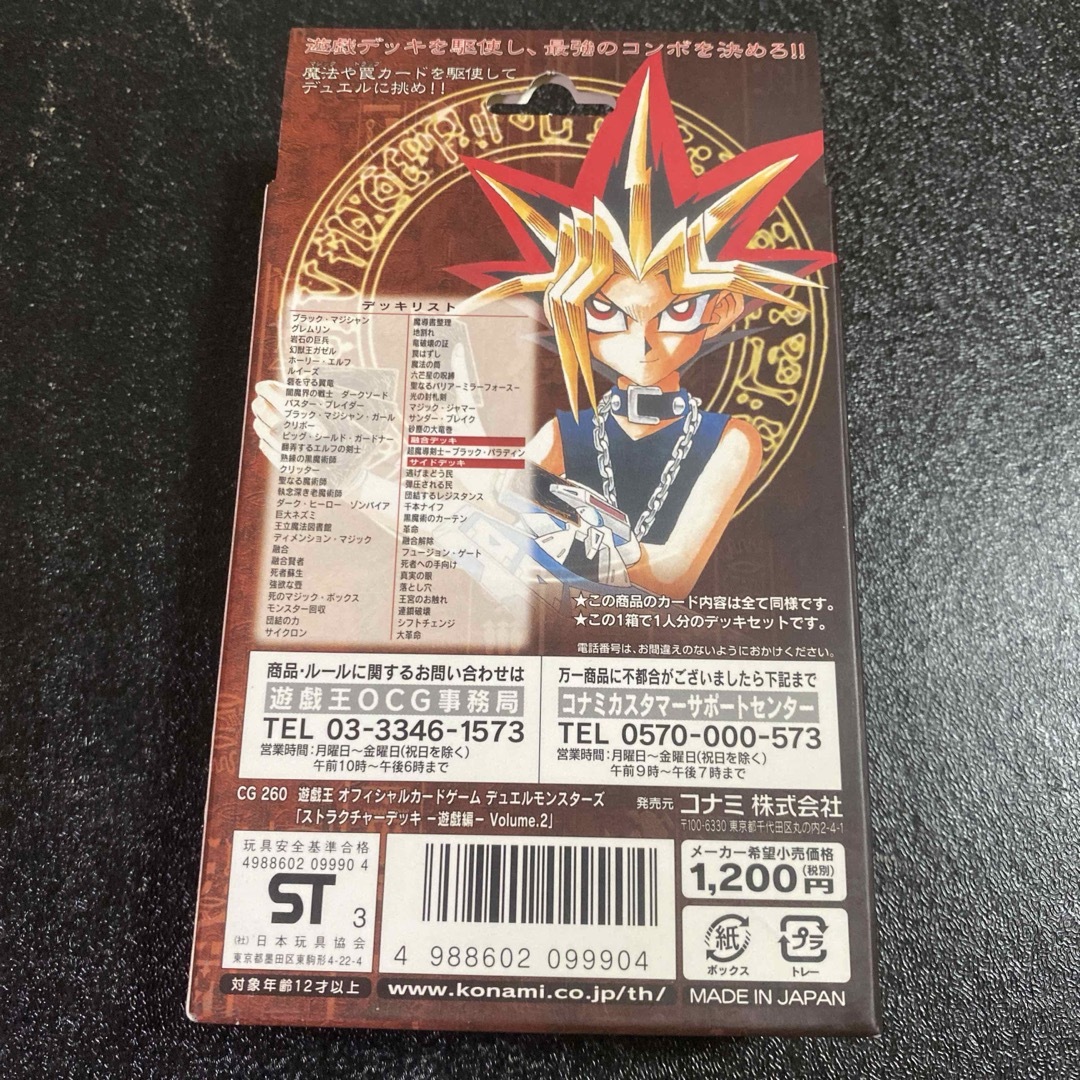 遊戯デッキを駆使し、最強のコンボを決めろ!!
魔法や罠カードを駆使して
デュエルに挑め!!
デッキリスト
ブラック・マジシャン
グレムリン
岩石の巨兵
幻獣王ガゼル
ホーリー・エルフ
ルイーズ
砦を守る翼竜
闇魔界の戦士 ダークソード
バスター・ブレイダー
ブラック・マジシャン・ガール
クリボー
ビッグ・シールド・ガードナー
翻弄するエルフの剣士
熟練の黒魔術師
クリッター
聖なる魔術師
執念深き老魔術師
ダーク・ヒーロー ゾンバイア
巨大ネズミ
王立魔法図書館
ディメンション・マジック
融合
融合賢者
死者蘇生
強欲な壺
死のマジック・ボックス
モンスター回収
団結の力
サイクロン
魔導書整理
地割れ
竜破壊の証
罠はずし
魔法の筒
六芒星の呪縛
聖なるバリアーミラーフォースー
光の封札剣
マジック・ジャマー
サンダー・ブレイク
砂塵の大竜巻
融合デッキ
超魔導剣士ーブラック・パラディン
サイドデッキ
逃げまどう民
弾圧される民
団結するレジスタンス
千本ナイフ
黒魔術のカーテン
革命
融合解除
フュージョン・ゲート
死者への手向け
真実の眼
落とし穴
王宮のお触れ
連鎖破壊
シフトチェンジ
大革命
★この商品のカード内容は全て同様です。
★この1箱で1人分のデッキセットです。
電話番号は、お間違えのないようにおかけください。
商品・ルールに関するお問い合わせは
遊戯王OCG事務局
TEL 03-3346-1573
営業時間:月曜日〜金曜日(祝日を除く)
午前10時〜午後6時まで
万一商品に不都合がございましたら下記まで
コナミカスタマーサポートセンター
TEL 0570-000-573
営業時間:月曜日〜金曜日(祝日を除く)
午前9時〜午後7時まで
CG 260 遊戯王 オフィシャルカードゲーム デュエルモンスターズ
「ストラクチャーデッキ −遊戯編− Volume.2」
発売元 コナミ 株式会社
〒100-6330 東京都千代田区丸の内2-4-1
玩具安全基準合格
4988602 09990 4
ST 3
(社)日本玩具協会
東京都墨田区東駒形4-22-4
対象年齢12才以上
4 988602 099904
www.konami.co.jp/th/
メーカー希望小売価格
1,200円(税別)
紙
ボックス
プラ
トレー
MADE IN JAPAN